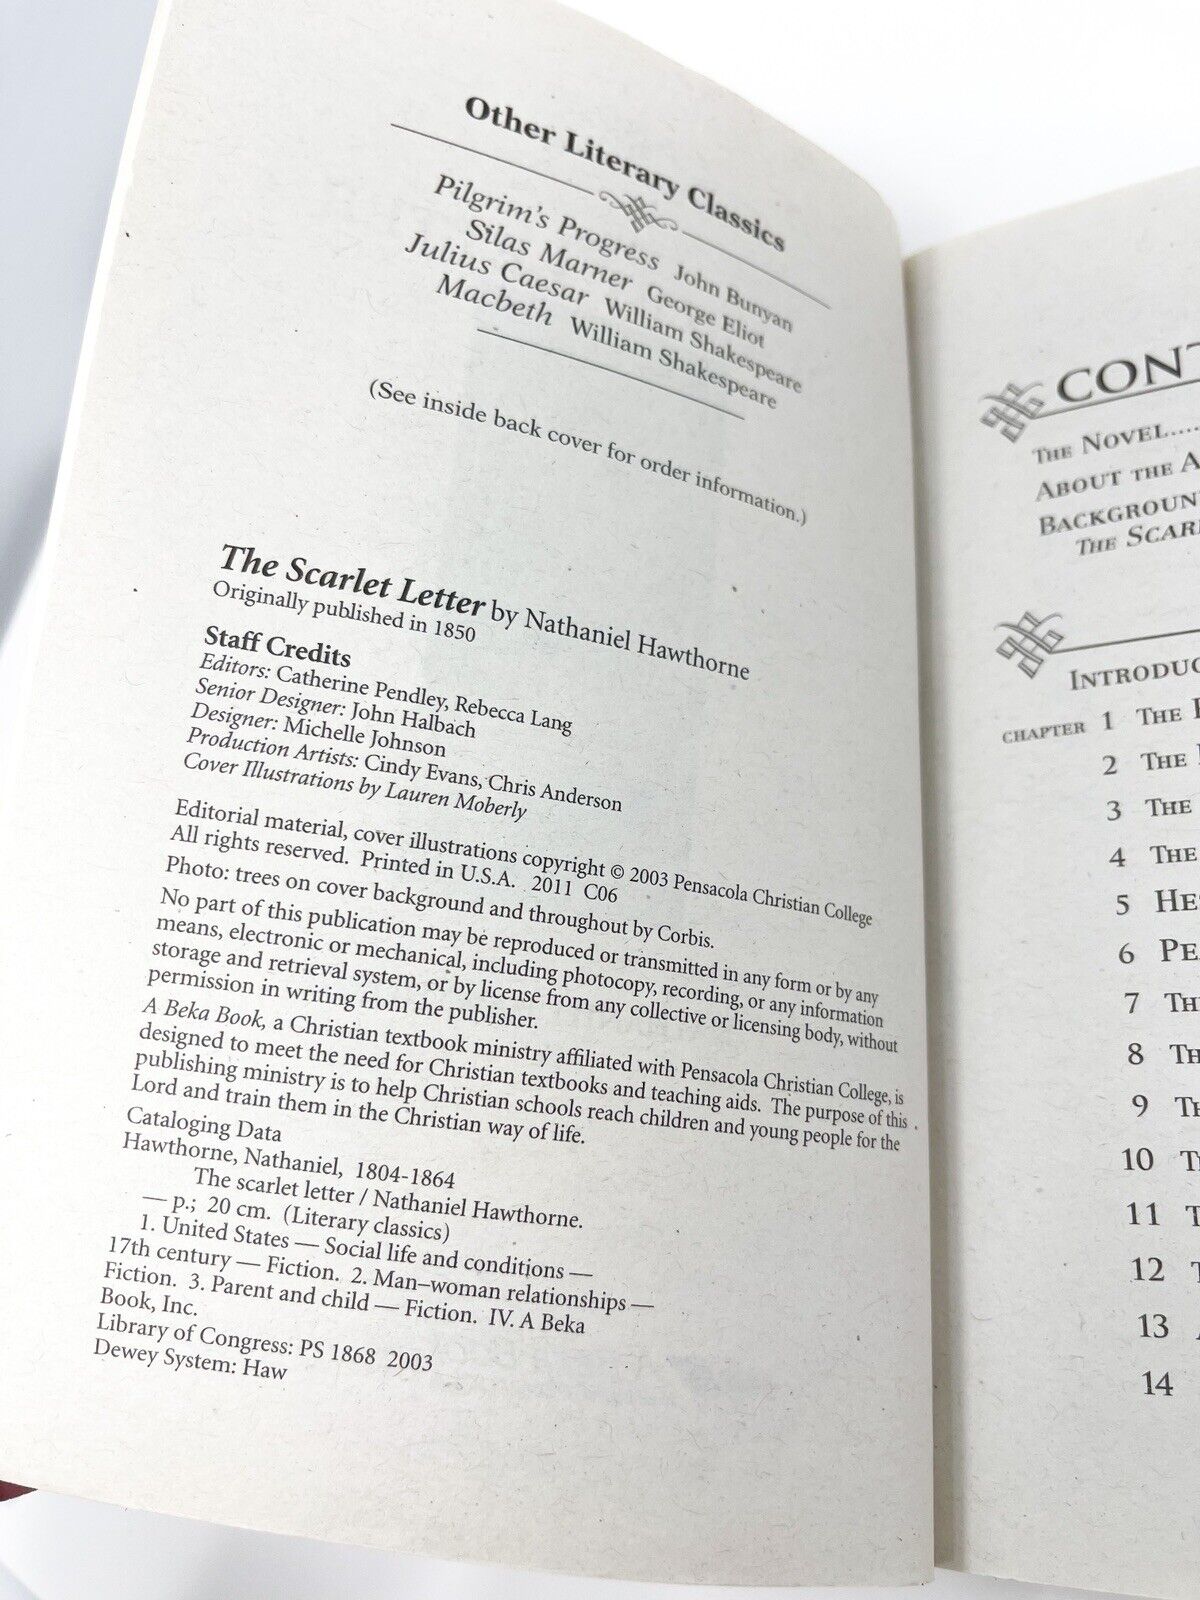 Other Literary Classics
Pilgrim's Progress John Bunyan
Silas Marner George Eliot
Julius Caesar William Shakespeare
Macbeth William Shakespeare
(See inside back cover for order information.)
The Scarlet Letter by Nathaniel Hawthorne
Originally published in 1850
Staff Credits
Editors: Catherine Pendley, Rebecca Lang
Senior Designer: John Halbach
Designer: Michelle Johnson
Production Artists: Cindy Evans, Chris Anderson
Cover Illustrations by Lauren Moberly
Editorial material, cover illustrations copyright © 2003 Pensacola Christian College
All rights reserved. Printed in U.S.A. 2011 C06
Photo: trees on cover background and throughout by Corbis.
No part of this publication may be reproduced or transmitted in any form or by any
means, electronic or mechanical, including photocopy, recording, or any information
storage and retrieval system, or by license from any collective or licensing body, without
permission in writing from the publisher.
A Beka Book, a Christian textbook ministry affiliated with Pensacola Christian College, is
designed to meet the need for Christian textbooks and teaching aids. The purpose of this
publishing ministry is to help Christian schools reach children and young people for the
Lord and train them in the Christian way of life.
Cataloging Data
Hawthorne, Nathaniel, 1804-1864
The scarlet letter / Nathaniel Hawthorne.
— p.; 20 cm. (Literary classics)
1. United States — Social life and conditions —
17th century — Fiction. 2. Man–woman relationships —
Fiction. 3. Parent and child — Fiction. IV. A Beka
Book, Inc.
Library of Congress: PS 1868 2003
Dewey System: Haw
CONT
THE NOVEL.....
ABOUT THE A
BACKGROUN
THE SCAR
INTRODUC
CHAPTER 1 THE
2 THE
3 THE
4 THE
5 HES
6 PEA
7 TH
8 TH
9 TH
10 T
11 T
12 T
13
14